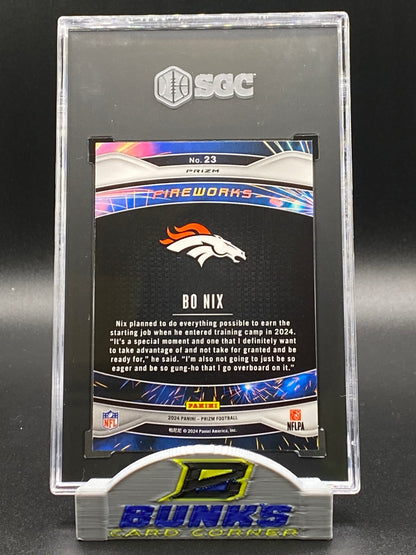 SGC
No. 23
PRIZM
FIREWORKS
BO NIX
Nix planned to do everything possible to earn the
starting job when he entered training camp in 2024.
"It's a special moment and one that I definitely want
to take advantage of and not take for granted and be
ready for," he said. "I'm also not going to just be so
eager and be so gung-ho that I go overboard on it."
PANINI
2024 PANINI - PRIZM FOOTBALL
© 2024 Panini America, Inc.
NFL
NFLPA
B
BUNKS
CARD CORNER